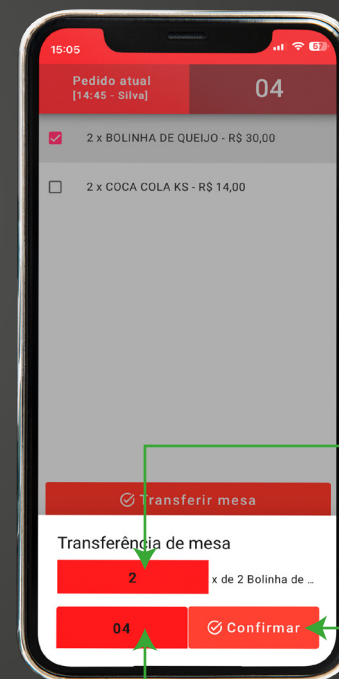 15:05
67
Pedido atual
[14:45 - Silva]
04
2 x BOLINHA DE QUEIJO - R$ 30,00
2 x COCA COLA KS - R$ 14,00
Transferir mesa
Transferência de mesa
2
x de 2 Bolinha de ...
04
Confirmar